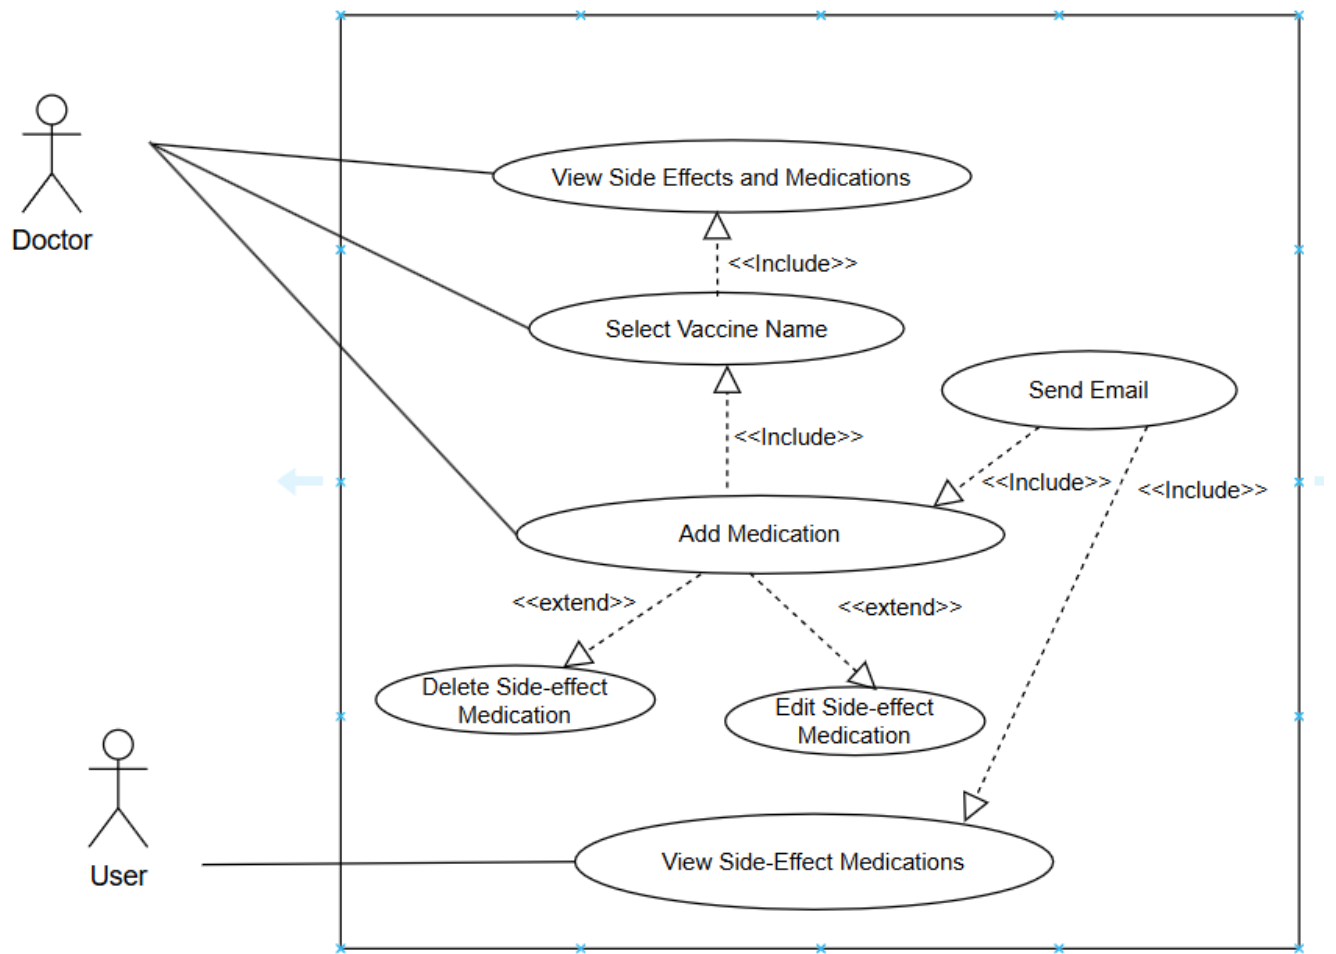 View Side Effects and Medications
Doctor
<<Include>>
Select Vaccine Name
Send Email
<<Include>>
<<Include>>
<<Include>>
Add Medication
<<extend>>
<<extend>>
Delete Side-effect
Medication
Edit Side-effect
Medication
User
View Side-Effect Medications